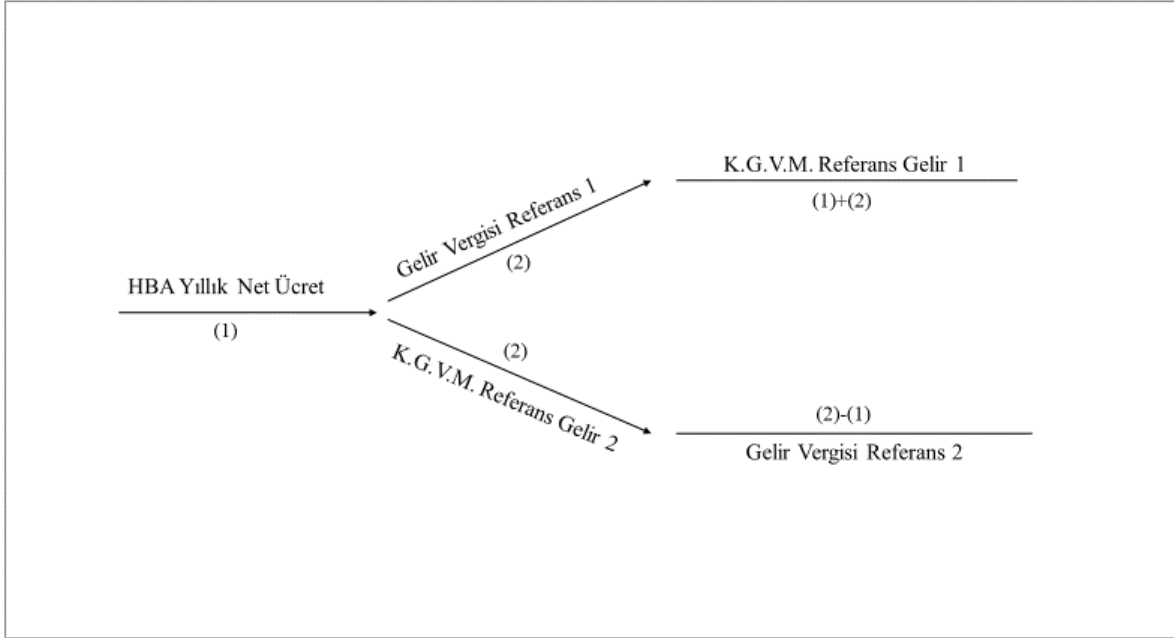 K.G.V.M. Referans Gelir 1
(1)+(2)
Gelir Vergisi Referans 1
(2)
HBA Yıllık Net Ücret
(1)
(2)
K.G.V.M. Referans Gelir 2
(2)-(1)
Gelir Vergisi Referans 2